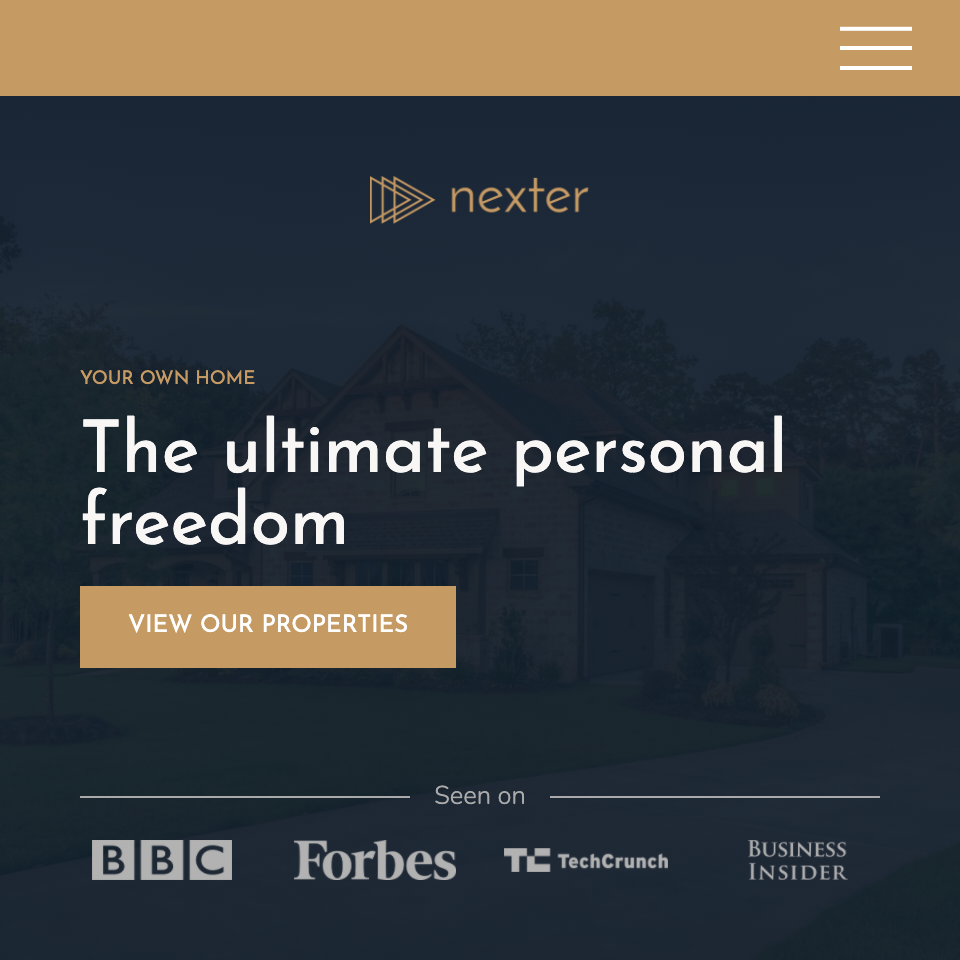 nexter
YOUR OWN HOME
The ultimate personal
freedom
VIEW OUR PROPERTIES
Seen on
BBC
Forbes
TC TechCrunch
BUSINESS
INSIDER